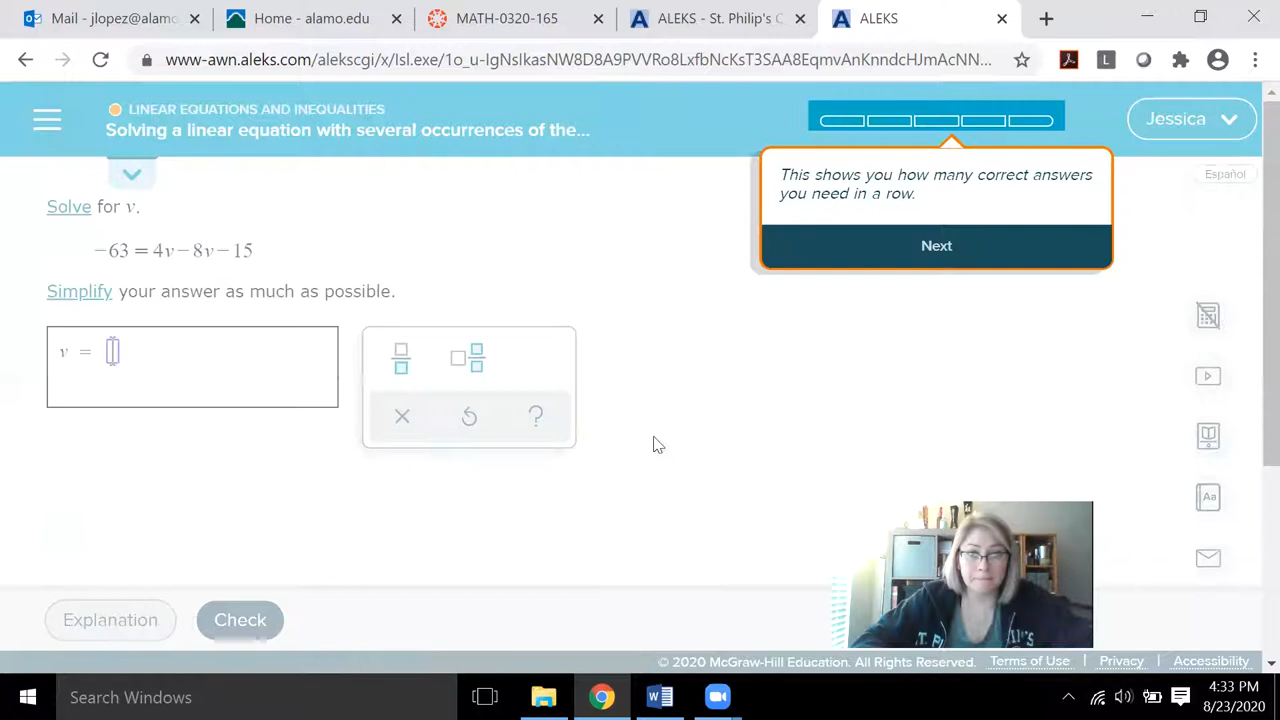 Mail - jlopez@alamo
Home - alamo.edu
MATH-0320-165
ALEKS - St. Philip's C
ALEKS
www-awn.aleks.com/alekscgi/x/Isl.exe/1o_u-IgNsIkasNW8D8A9PVVRo8LxfbNcKsT3SAA8EqmvAnKnndcHJmAcNN...
LINEAR EQUATIONS AND INEQUALITIES
Solving a linear equation with several occurrences of the...
Jessica
This shows you how many correct answers
you need in a row.
Next
Español
Solve for v.
−63 = 4v − 8v − 15
Simplify your answer as much as possible.
v =
Aa
Explanation
Check
© 2020 McGraw-Hill Education. All Rights Reserved. Terms of Use | Privacy | Accessibility
Search Windows
4:33 PM
8/23/2020